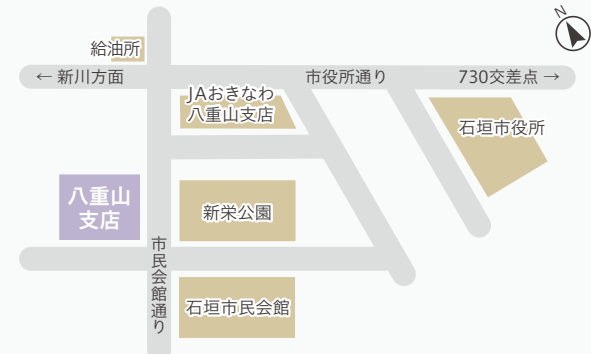 N
給油所
← 新川方面
市役所通り
730交差点 →
JAおきなわ
八重山支店
石垣市役所
八重山
支店
新栄公園
市民会館通り
石垣市民会館